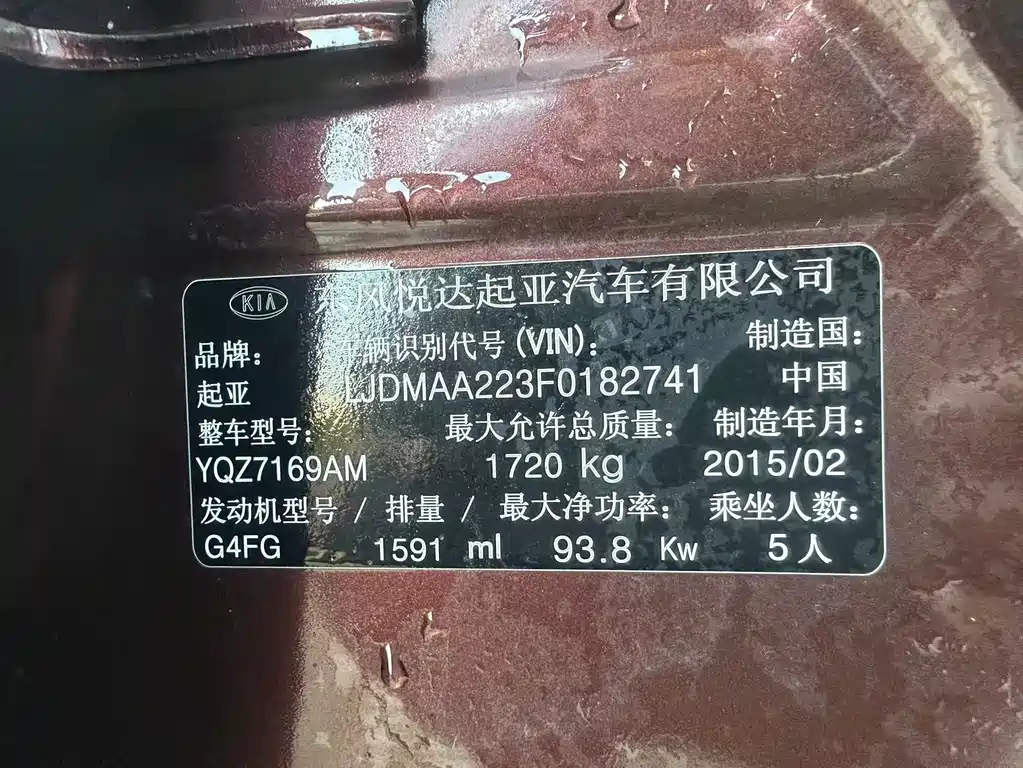 KIA 东风悦达起亚汽车有限公司
品牌： 车辆识别代号(VIN)： 制造国：
起亚 LJDMAA223F0182741 中国
整车型号： 最大允许总质量： 制造年月：
YQZ7169AM 1720 kg 2015/02
发动机型号 / 排量 / 最大净功率： 乘坐人数：
G4FG 1591 ml 93.8 Kw 5人